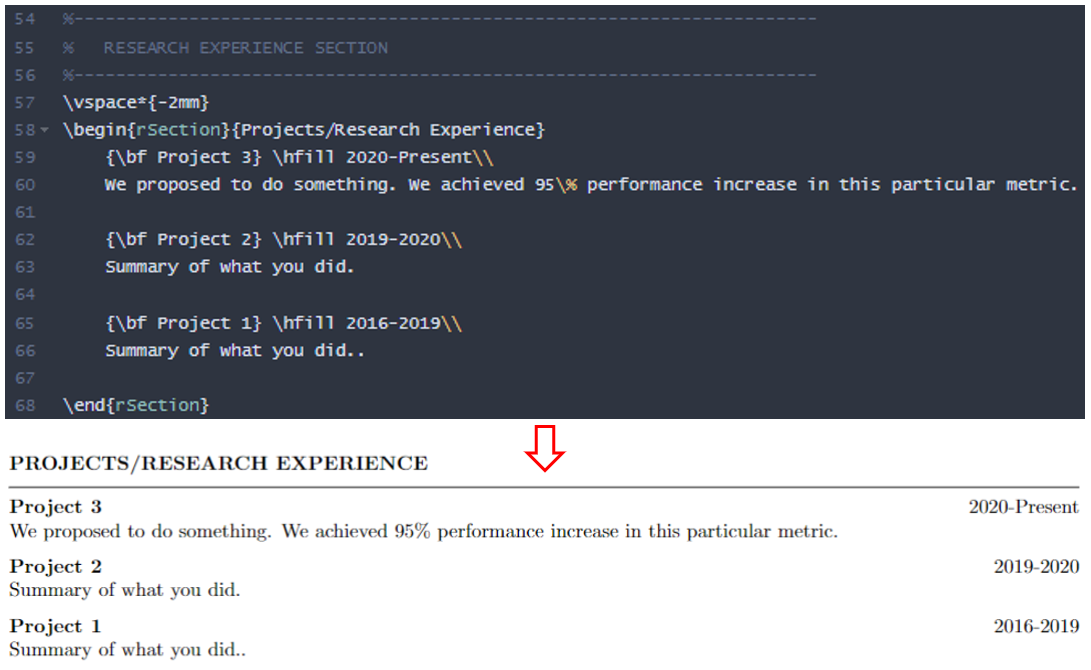 54 %-----------------------------------------------------------------------
55 %   RESEARCH EXPERIENCE SECTION
56 %-----------------------------------------------------------------------
57 \vspace*{-2mm}
58 \begin{rSection}{Projects/Research Experience}
59     {\bf Project 3} \hfill 2020-Present\\
60     We proposed to do something. We achieved 95\% performance increase in this particular metric.
61
62     {\bf Project 2} \hfill 2019-2020\\
63     Summary of what you did.
64
65     {\bf Project 1} \hfill 2016-2019\\
66     Summary of what you did..
67
68 \end{rSection}
PROJECTS/RESEARCH EXPERIENCE
Project 3 2020-Present
We proposed to do something. We achieved 95% performance increase in this particular metric.
Project 2 2019-2020
Summary of what you did.
Project 1 2016-2019
Summary of what you did..